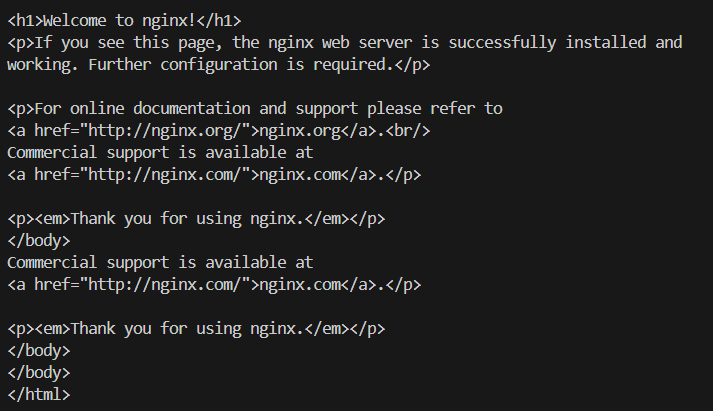 <h1>Welcome to nginx!</h1>
<p>If you see this page, the nginx web server is successfully installed and
working. Further configuration is required.</p>
<p>For online documentation and support please refer to
<a href="http://nginx.org/">nginx.org</a>.<br/>
Commercial support is available at
<a href="http://nginx.com/">nginx.com</a>.</p>
<p><em>Thank you for using nginx.</em></p>
</body>
Commercial support is available at
<a href="http://nginx.com/">nginx.com</a>.</p>
<p><em>Thank you for using nginx.</em></p>
</body>
</body>
</html>